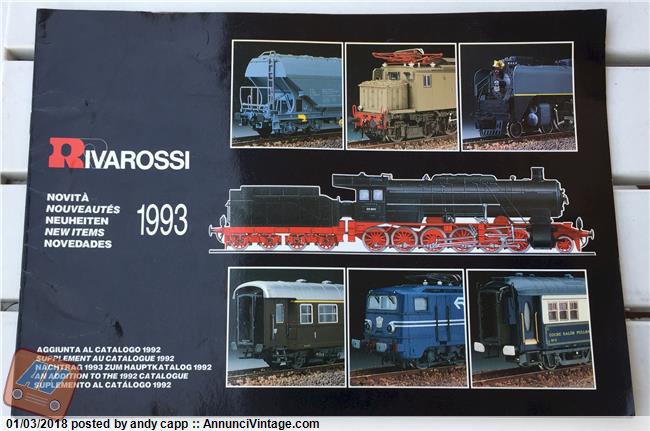 RIVAROSSI
NOVITÀ
NOUVEAUTÉS
NEUHEITEN
NEW ITEMS
NOVEDADES
1993
AGGIUNTA AL CATALOGO 1992
SUPPLEMENT AU CATALOGUE 1992
NACHTRAG 1993 ZUM HAUPTKATALOG 1992
AN ADDITION TO THE 1992 CATALOGUE
SUPLEMENTO AL CATÁLOGO 1992
01/03/2018 posted by andy capp :: AnnunciVintage.com